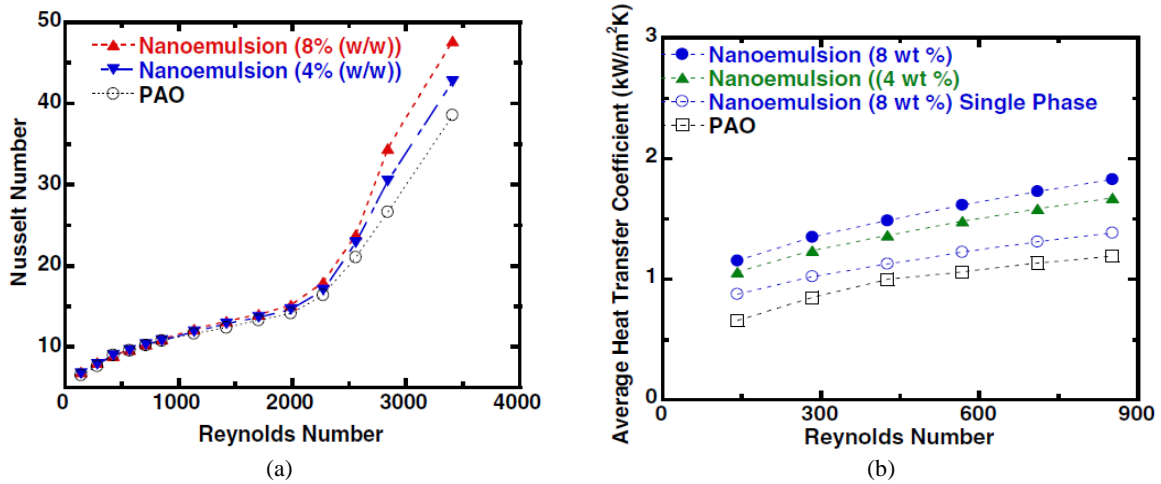 50
40
30
20
10
0
1000
2000
3000
4000
Nusselt Number
Reynolds Number
Nanoemulsion (8% (w/w))
Nanoemulsion (4% (w/w))
PAO
(a)
3
2
1
0
0
300
600
900
Average Heat Transfer Coefficient (kW/m²K)
Reynolds Number
Nanoemulsion (8 wt %)
Nanoemulsion ((4 wt %)
Nanoemulsion (8 wt %) Single Phase
PAO
(b)